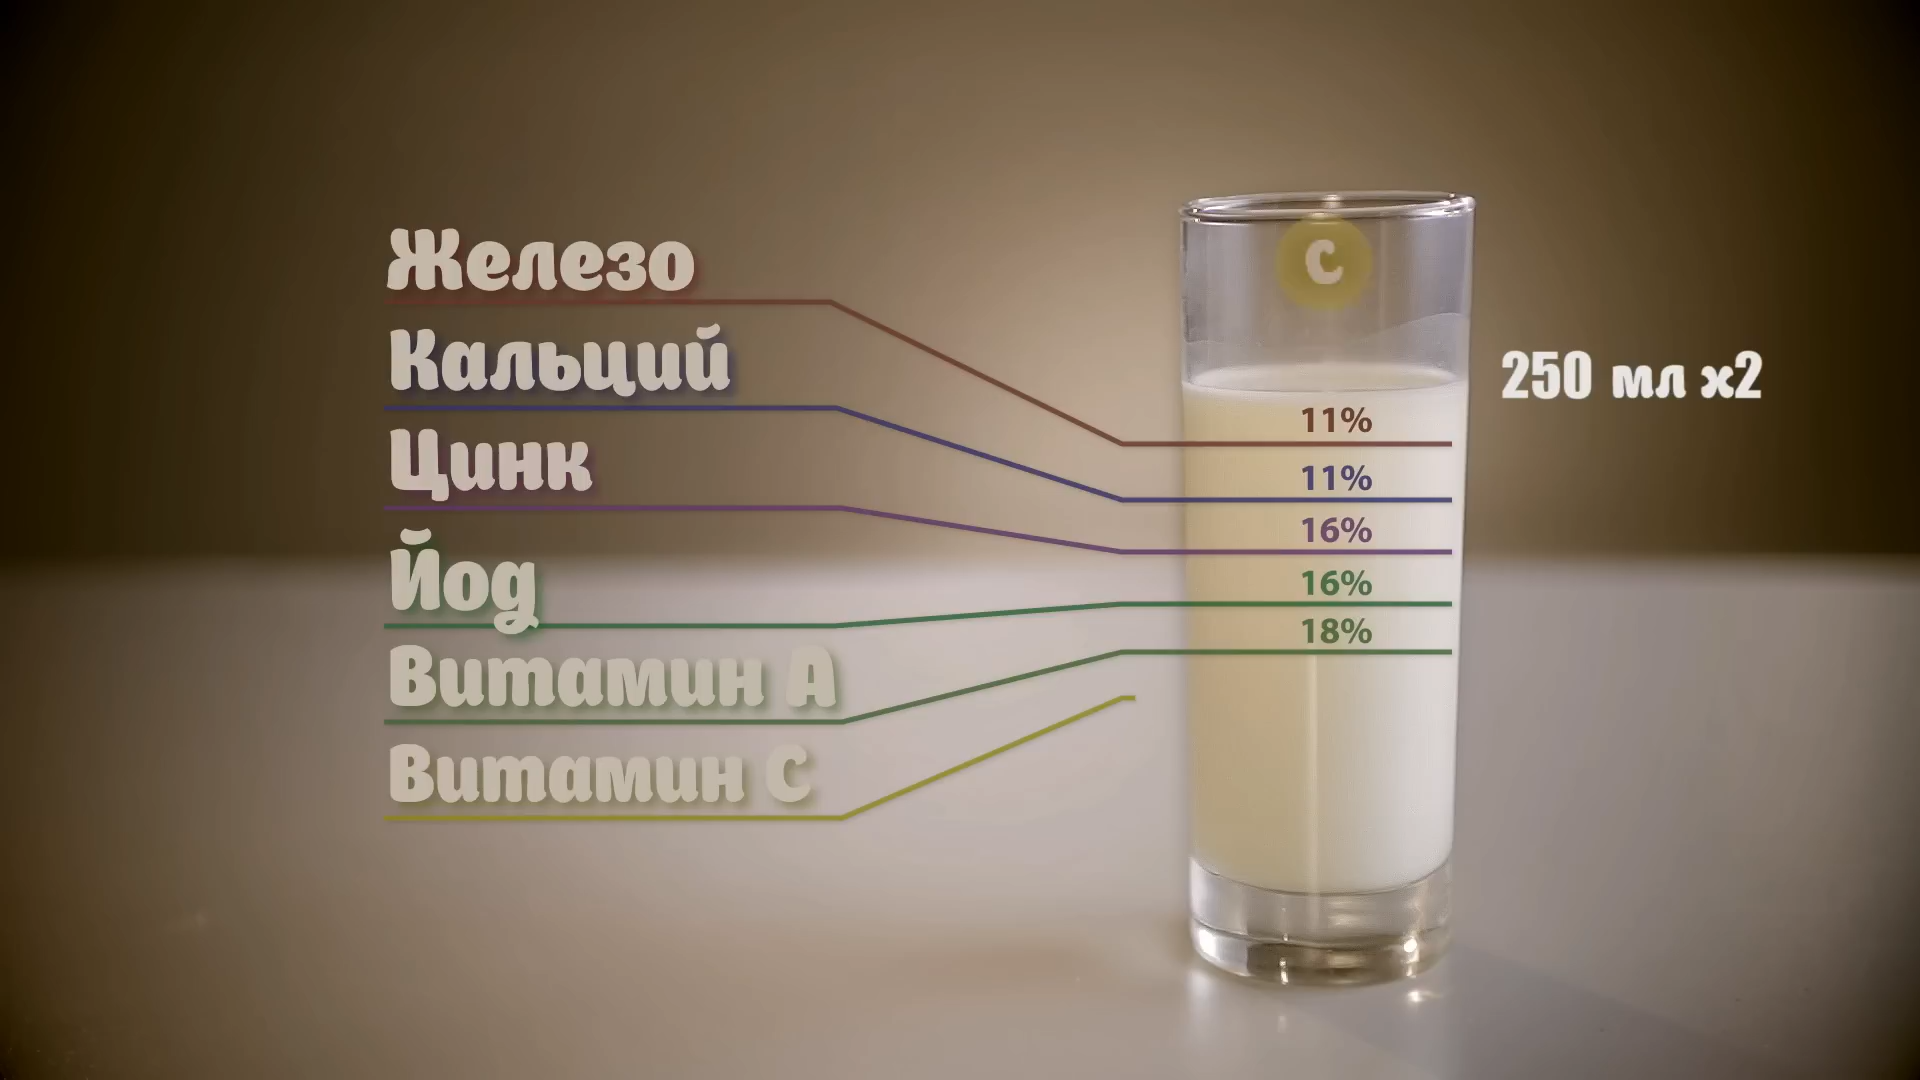 Железо
Кальций
Цинк
Йод
Витамин А
Витамин С
С
250 мл х2
11%
11%
16%
16%
18%